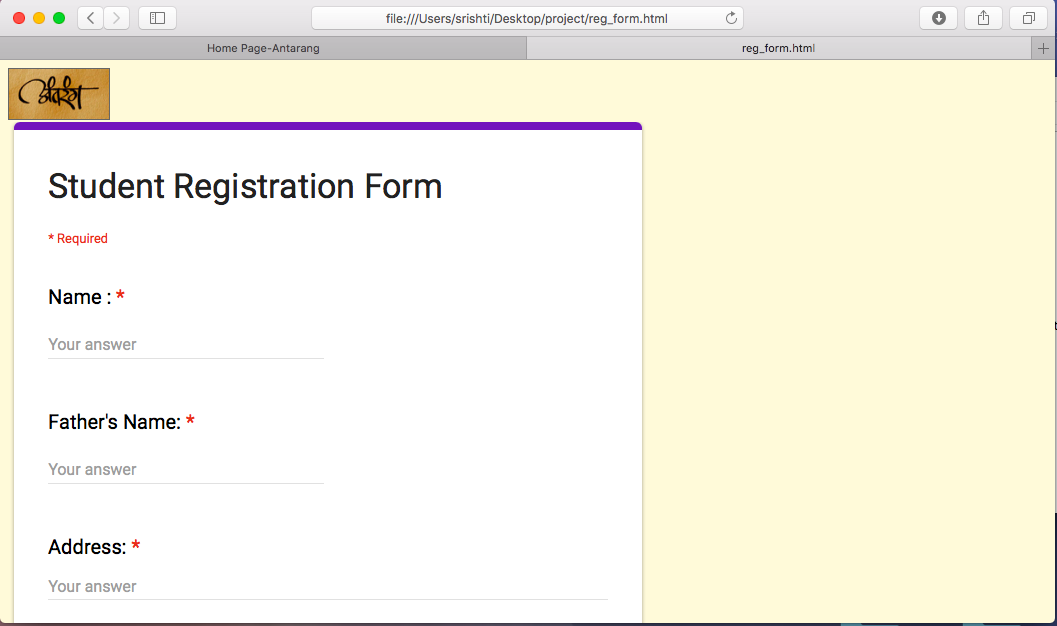 file:///Users/srishti/Desktop/project/reg_form.html
Home Page-Antarang
reg_form.html
Student Registration Form
* Required
Name : *
Your answer
Father's Name: *
Your answer
Address: *
Your answer